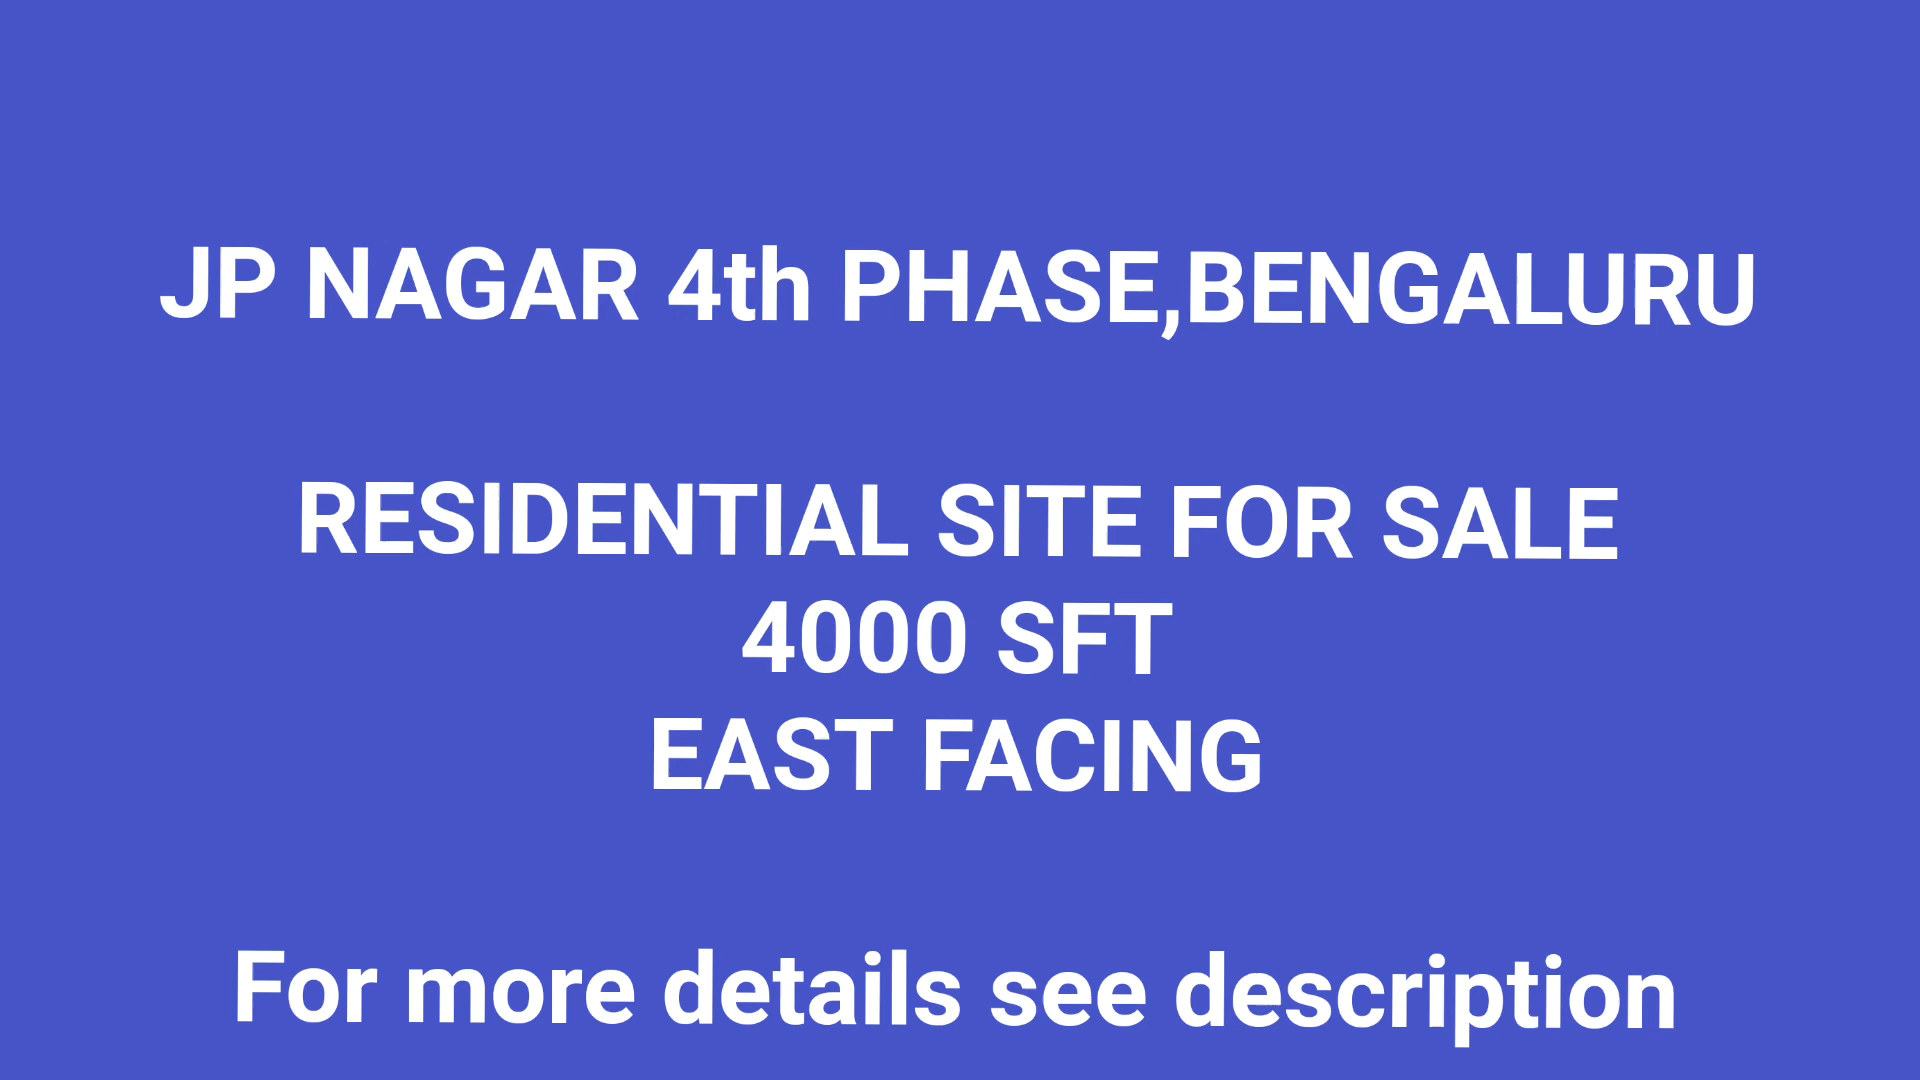 JP NAGAR 4th PHASE,BENGALURU
RESIDENTIAL SITE FOR SALE
4000 SFT
EAST FACING
For more details see description